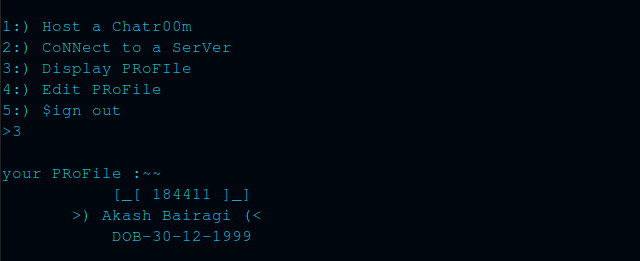 1:) Host a Chatr00m
2:) CoNNect to a SerVer
3:) Display PRoFIle
4:) Edit PRoFile
5:) $ign out
>3
your PRoFile :~~
[_[ 184411 ]_]
>) Akash Bairagi (<
DOB-30-12-1999